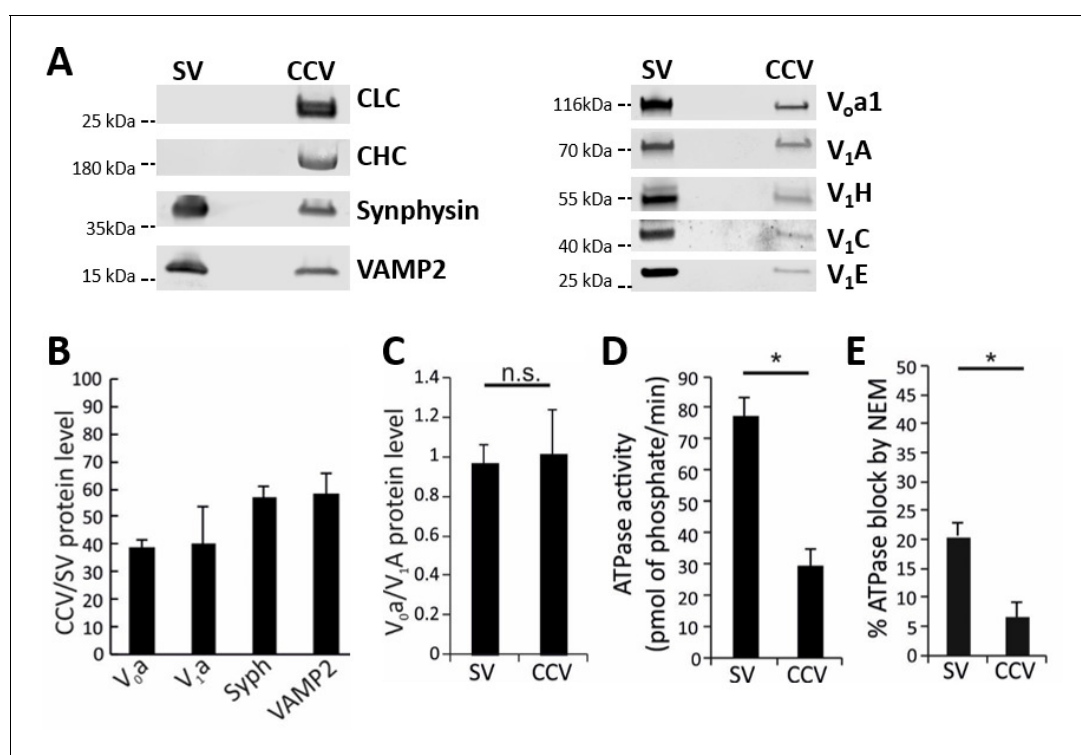 A
SV CCV
CLC
25 kDa
CHC
180 kDa
Synphysin
35kDa
VAMP2
15 kDa
SV CCV
116kDa
Vₒa1
70 kDa
V₁A
55 kDa
V₁H
40 kDa
V₁C
25 kDa
V₁E
B
CCV/SV protein level
100
90
80
70
60
50
40
30
20
10
0
V₀a V₁a Syph VAMP2
C
n.s.
V₀a/V₁A protein level
1.4
1.2
1
0.8
0.6
0.4
0.2
0
SV CCV
D
*
ATPase activity
(pmol of phosphate/min)
90
80
70
60
50
40
30
20
10
0
SV CCV
E
*
% ATPase block by NEM
50
45
40
35
30
25
20
15
10
5
0
SV CCV